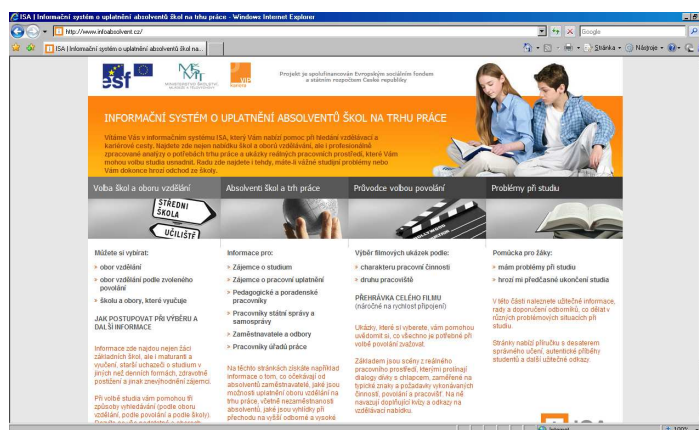 ISA | Informační systém o uplatnění absolventů škol na trhu práce - Windows Internet Explorer
http://www.infoabsolvent.cz/
Google
ISA | Informační systém o uplatnění absolventů škol na...
Stránka
Nástroje
esf
MŠMT
MINISTERSTVO ŠKOLSTVÍ
VIP
Projekt je spolufinancován Evropským sociálním fondem
a státním rozpočtem České republiky
INFORMAČNÍ SYSTÉM O UPLATNĚNÍ ABSOLVENTŮ ŠKOL NA TRHU PRÁCE
Vítáme Vás v informačním systému ISA, který Vám nabízí pomoc při hledání vzdělávací a
kariérové cesty. Najdete zde nejen nabídku škol a oborů vzdělávání, ale i profesionálně
zpracované analýzy o potřebách trhu práce a ukázky reálných pracovních prostředí, které Vám
mohou volbu studia usnadnit. Radu zde najdete i tehdy, máte-li vážné studijní problémy nebo
Vám dokonce hrozí odchod ze školy.
Volba škol a oboru vzdělání
Absolventi škol a trh práce
Průvodce volbou povolání
Problémy při studiu
STŘEDNÍ
ŠKOLA
UČILIŠTĚ
Můžete si vybírat:
» obor vzdělání
» obor vzdělání podle zvoleného
povolání
» školu a obory, které vyučuje
JAK POSTUPOVAT PŘI VÝBĚRU A
DALŠÍ INFORMACE
Informace zde najdou nejen žáci
základních škol, ale i maturanti a
vyučení, starší uchazeči o studium v
jiných než denních formách, zdravotně
postižení a jinak znevýhodnění zájemci.
Při volbě studia vám pomohou tři
způsoby vyhledávání (podle oboru
vzdělání, podle povolání a podle školy).
Informace pro:
» Zájemce o studium
» Zájemce o pracovní uplatnění
» Pedagogické a poradenské
pracovníky
» Pracovníky státní správy a
samosprávy
» Zaměstnavatele a odbory
» Pracovníky úřadů práce
Na těchto stránkách získáte například
informace o tom, co očekávají od
absolventů zaměstnavatelé, jaké jsou
možnosti uplatnění oboru vzdělání na
trhu práce, včetně nezaměstnanosti
absolventů, jaké jsou vyhlídky při
přechodu na vyšší odborné a vysoké
Výběr filmových ukázek podle:
» charakteru pracovní činnosti
» druhu pracoviště
PŘEHRÁVKA CELÉHO FILMU
(náročné na rychlost připojení)
Ukázky, které si vyberete, vám pomohou
uvědomit si, co všechno je potřebné při
volbě povolání zvažovat.
Základem jsou scény z reálného
pracovního prostředí, kterými prolínají
dialogy dívky s chlapcem, zaměřené na
typické znaky a požadavky vykonávaných
činností, povolání a pracovišť. Na ně
navazují doplňující kvízy a odkazy na
vzdělávací nabídku.
Pomůcka pro žáky:
» mám problémy při studiu
» hrozí mi předčasné ukončení studia
V této části naleznete užitečné informace,
rady a doporučení odborníků, co dělat v
různých problémových situacích při
studiu.
Stránky nabízí příručku s desaterem
správného učení, autentické příběhy
studentů a další užitečné odkazy.
ISA
Internet
100%